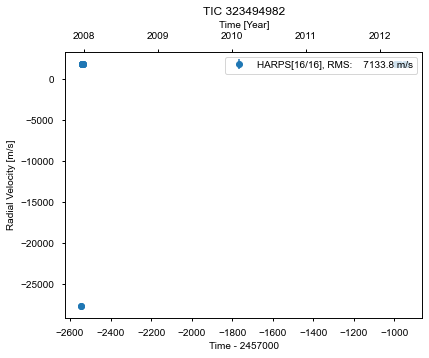 TIC 323494982
Time [Year]
2008 2009 2010 2011 2012
HARPS[16/16], RMS: 7133.8 m/s
Radial Velocity [m/s]
0
−5000
−10000
−15000
−20000
−25000
−2600 −2400 −2200 −2000 −1800 −1600 −1400 −1200 −1000
Time - 2457000